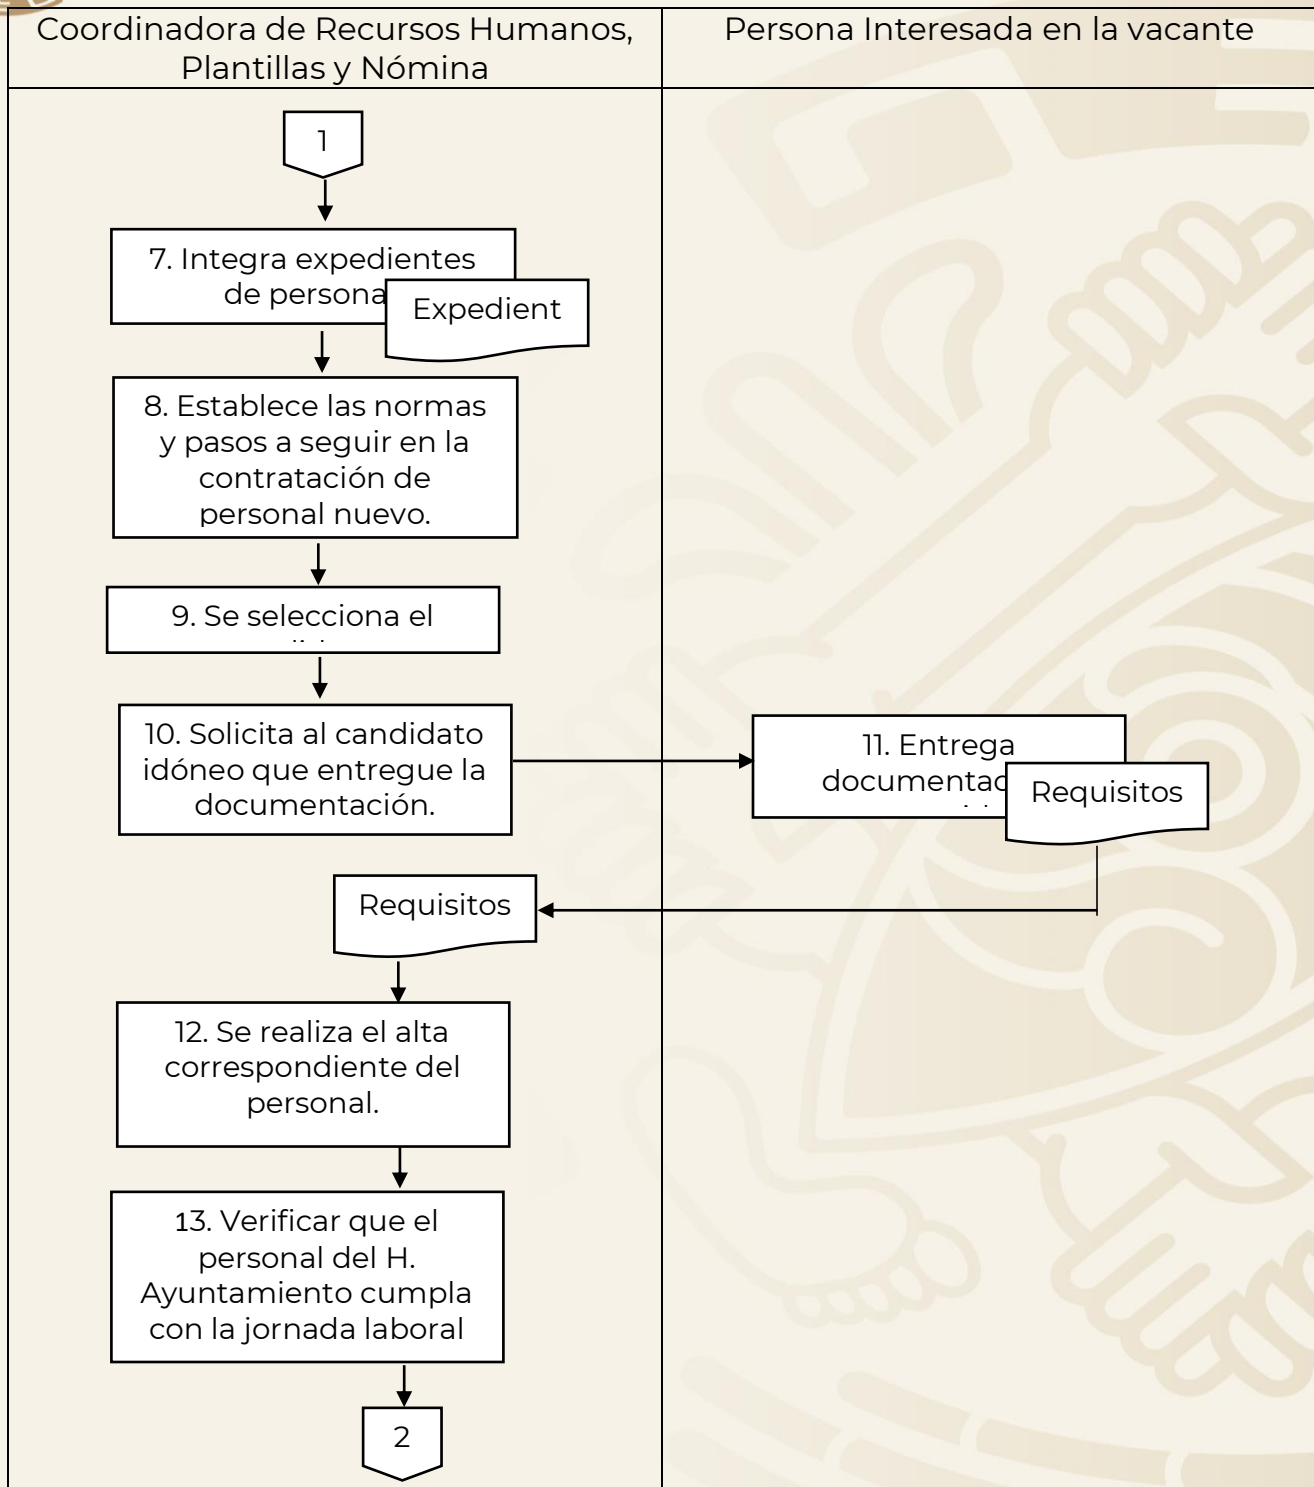 Coordinadora de Recursos Humanos,
Plantillas y Nómina
Persona Interesada en la vacante
1
7. Integra expedientes
de persona
Expedient
8. Establece las normas
y pasos a seguir en la
contratación de
personal nuevo.
9. Se selecciona el
10. Solicita al candidato
idóneo que entregue la
documentación.
11. Entrega
documentac
Requisitos
Requisitos
12. Se realiza el alta
correspondiente del
personal.
13. Verificar que el
personal del H.
Ayuntamiento cumpla
con la jornada laboral
2